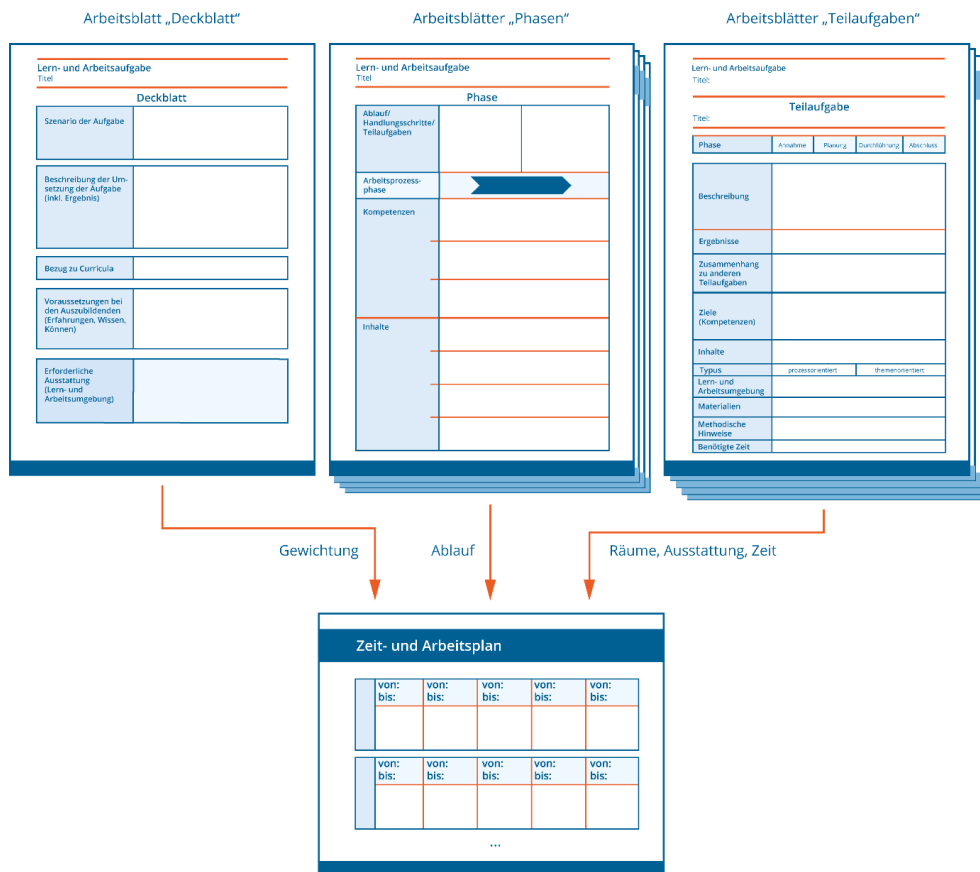 Arbeitsblatt „Deckblatt“
Arbeitsblätter „Phasen“
Arbeitsblätter „Teilaufgaben“
Lern- und Arbeitsaufgabe
Titel
Deckblatt
Szenario der Aufgabe
Beschreibung der Um-
setzung der Aufgabe
(inkl. Ergebnis)
Bezug zu Curricula
Voraussetzungen bei
den Auszubildenden
(Erfahrungen, Wissen,
Können)
Erforderliche
Ausstattung
(Lern- und
Arbeitsumgebung)
Lern- und Arbeitsaufgabe
Titel
Phase
Ablauf/
Handlungsschritte/
Teilaufgaben
Arbeitsprozess-
phase
Kompetenzen
Inhalte
Lern- und Arbeitsaufgabe
Titel:
Teilaufgabe
Titel:
Phase Annahme Planung Durchführung Abschluss
Beschreibung
Ergebnisse
Zusammenhang
zu anderen
Teilaufgaben
Ziele
(Kompetenzen)
Inhalte
Typus prozessorientiert themenorientiert
Lern- und
Arbeitsumgebung
Materialien
Methodische
Hinweise
Benötigte Zeit
Gewichtung
Ablauf
Räume, Ausstattung, Zeit
Zeit- und Arbeitsplan
von: von: von: von: von:
bis: bis: bis: bis: bis:
von: von: von: von: von:
bis: bis: bis: bis: bis:
...